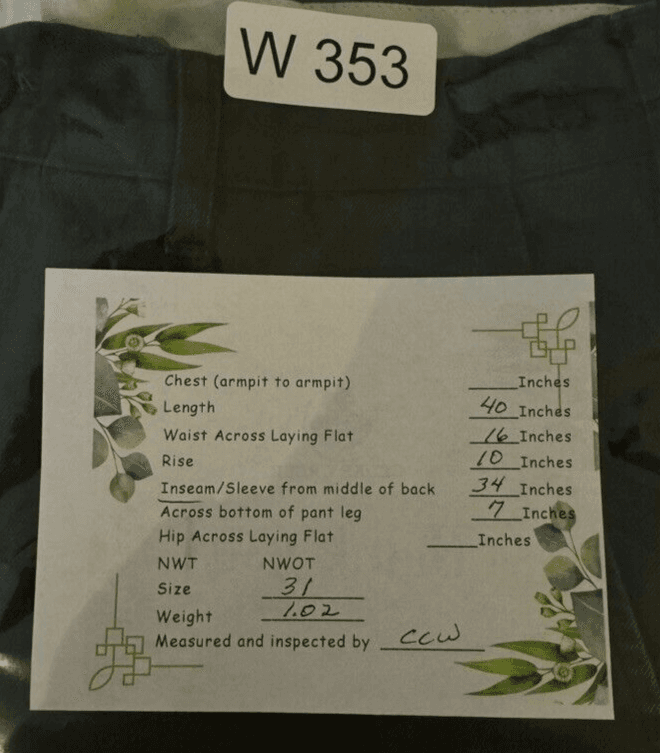 W 353
Chest (armpit to armpit) _____Inches
Length 40 Inches
Waist Across Laying Flat 16 Inches
Rise 10 Inches
Inseam/Sleeve from middle of back 34 Inches
Across bottom of pant leg 7 Inches
Hip Across Laying Flat _____Inches
NWT NWOT
Size 31
Weight 1.02
Measured and inspected by CCW